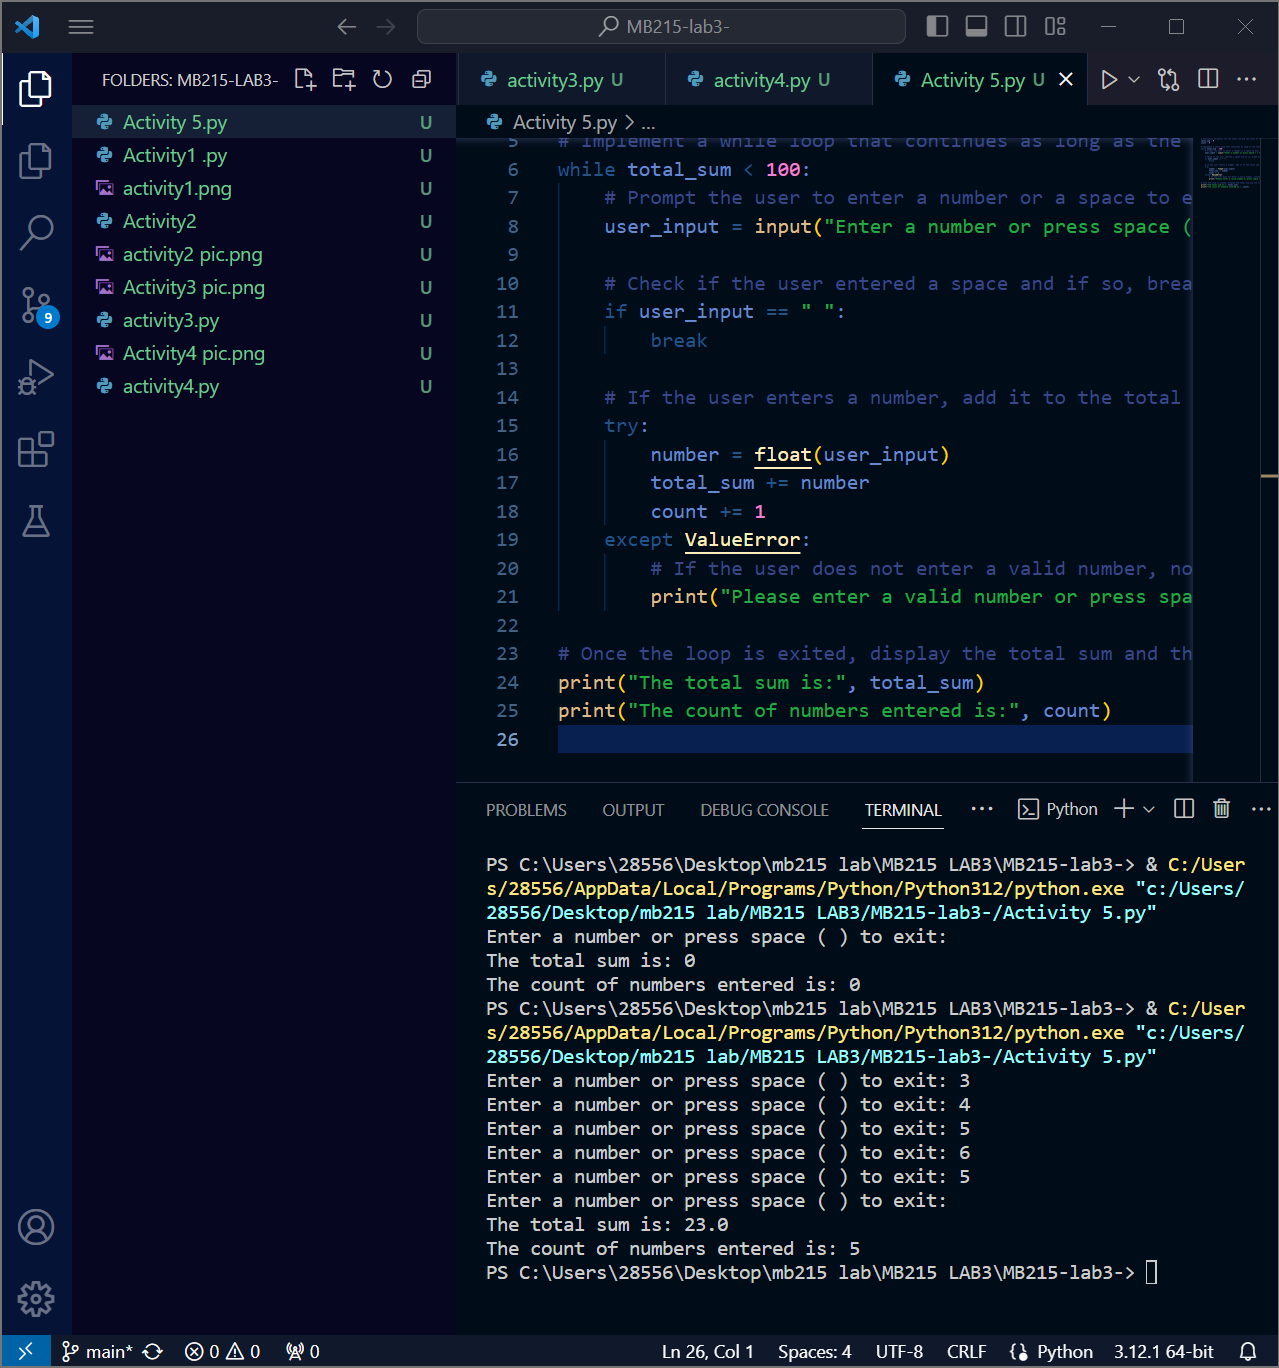 MB215-lab3-
FOLDERS: MB215-LAB3-
Activity 5.py U
Activity1 .py U
activity1.png U
Activity2 U
activity2 pic.png U
Activity3 pic.png U
activity3.py U
Activity4 pic.png U
activity4.py U
9
activity3.py U
activity4.py U
Activity 5.py U
Activity 5.py > ...
5 # Implement a while loop that continues as long as the
6 while total_sum < 100:
7 # Prompt the user to enter a number or a space to e
8 user_input = input("Enter a number or press space (
9
10 # Check if the user entered a space and if so, brea
11 if user_input == " ":
12 break
13
14 # If the user enters a number, add it to the total
15 try:
16 number = float(user_input)
17 total_sum += number
18 count += 1
19 except ValueError:
20 # If the user does not enter a valid number, no
21 print("Please enter a valid number or press spa
22
23 # Once the loop is exited, display the total sum and th
24 print("The total sum is:", total_sum)
25 print("The count of numbers entered is:", count)
26
PROBLEMS OUTPUT DEBUG CONSOLE TERMINAL ... Python
PS C:\Users\28556\Desktop\mb215 lab\MB215 LAB3\MB215-lab3-> & C:/User
s/28556/AppData/Local/Programs/Python/Python312/python.exe "c:/Users/
28556/Desktop/mb215 lab/MB215 LAB3/MB215-lab3-/Activity 5.py"
Enter a number or press space ( ) to exit:
The total sum is: 0
The count of numbers entered is: 0
PS C:\Users\28556\Desktop\mb215 lab\MB215 LAB3\MB215-lab3-> & C:/User
s/28556/AppData/Local/Programs/Python/Python312/python.exe "c:/Users/
28556/Desktop/mb215 lab/MB215 LAB3/MB215-lab3-/Activity 5.py"
Enter a number or press space ( ) to exit: 3
Enter a number or press space ( ) to exit: 4
Enter a number or press space ( ) to exit: 5
Enter a number or press space ( ) to exit: 6
Enter a number or press space ( ) to exit: 5
Enter a number or press space ( ) to exit:
The total sum is: 23.0
The count of numbers entered is: 5
PS C:\Users\28556\Desktop\mb215 lab\MB215 LAB3\MB215-lab3->
main* 0 0 0 Ln 26, Col 1 Spaces: 4 UTF-8 CRLF Python 3.12.1 64-bit